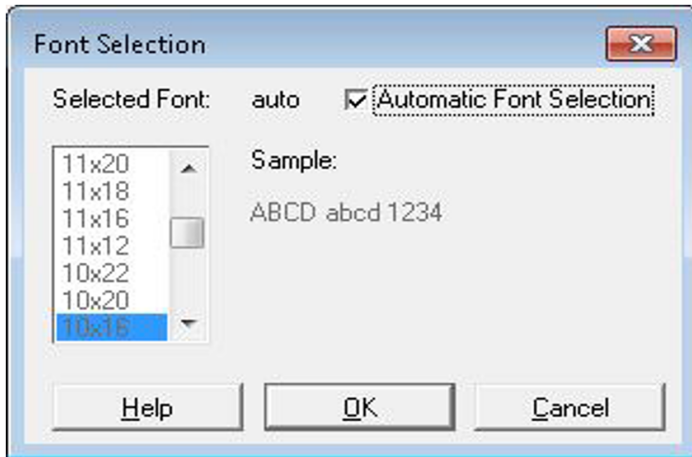 Font Selection
Selected Font: auto Automatic Font Selection
11x20
11x18
11x16
11x12
10x22
10x20
10x16
Sample:
ABCD abcd 1234
Help OK Cancel